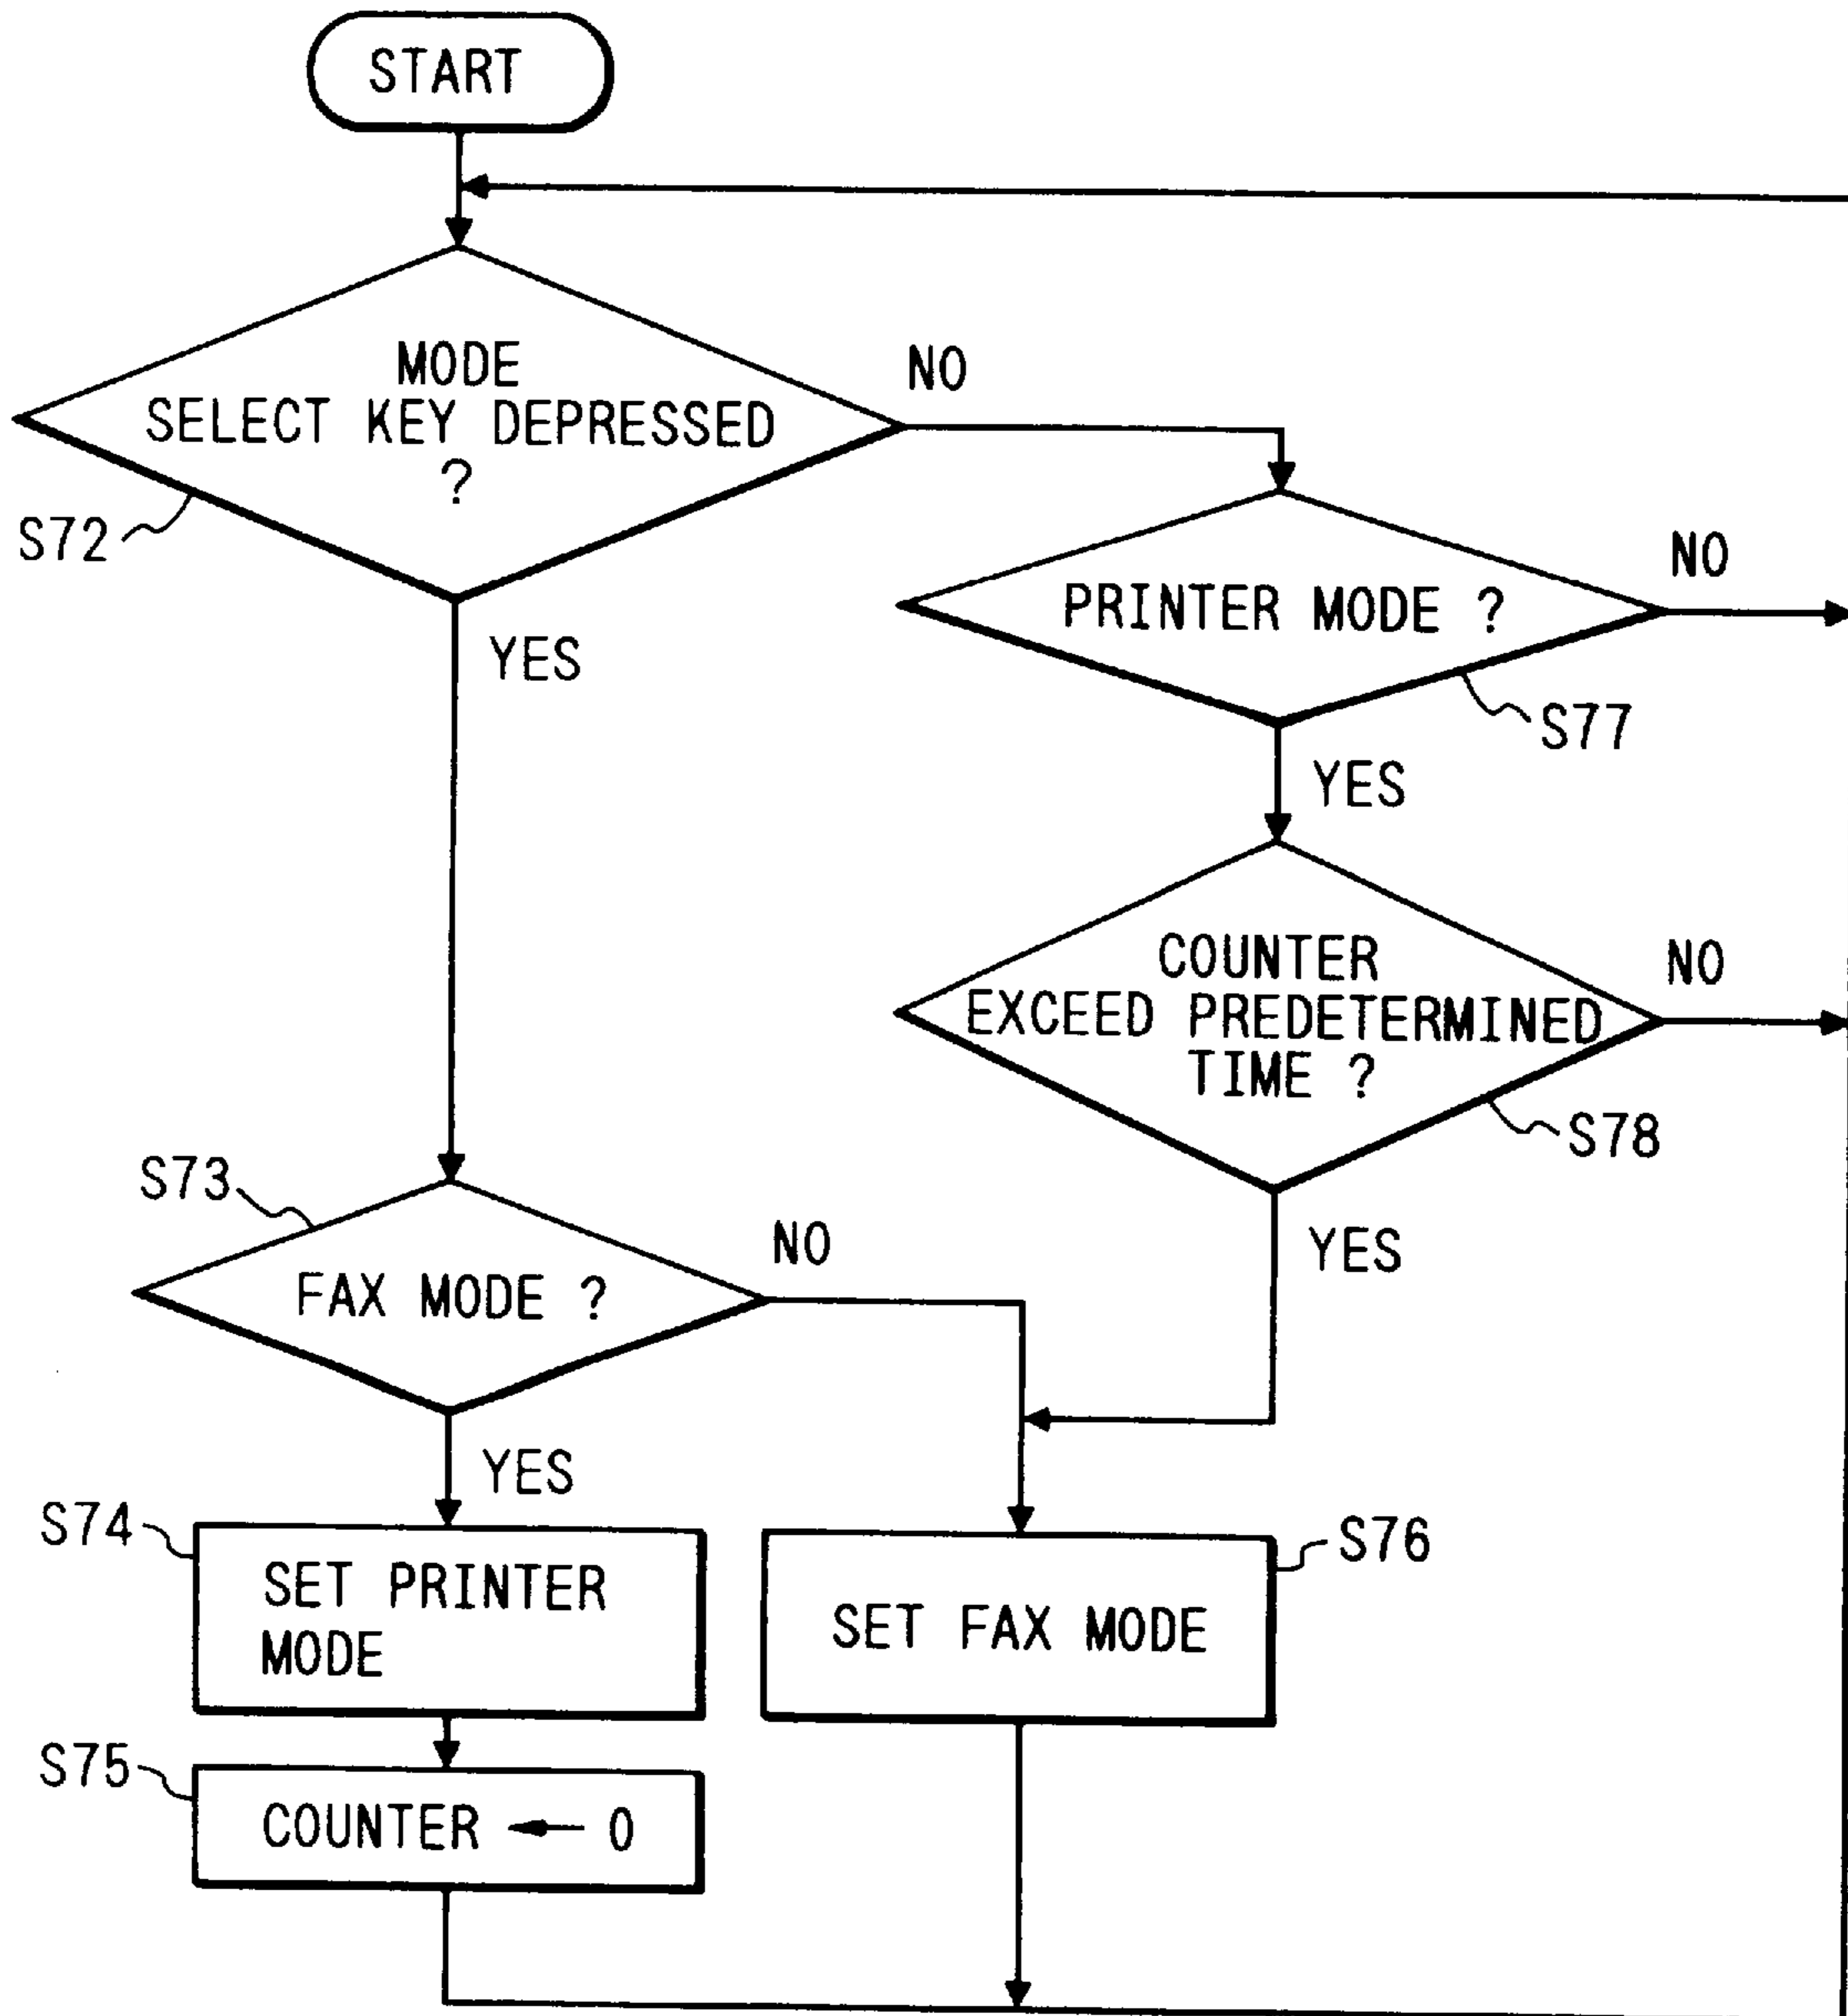 START
MODE
SELECT KEY DEPRESSED
?
NO
S72
YES
PRINTER MODE ?
NO
S77
YES
COUNTER
EXCEED PREDETERMINED
TIME ?
NO
S78
YES
S73
FAX MODE ?
NO
YES
S74
SET PRINTER
MODE
S76
SET FAX MODE
S75
COUNTER ← 0